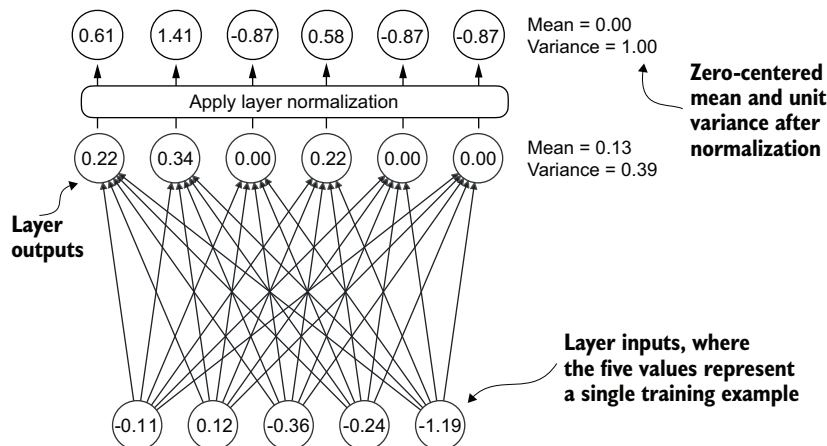 0.61 1.41 -0.87 0.58 -0.87 -0.87
Mean = 0.00
Variance = 1.00
Zero-centered
mean and unit
variance after
normalization
Apply layer normalization
0.22 0.34 0.00 0.22 0.00 0.00
Mean = 0.13
Variance = 0.39
Layer
outputs
Layer inputs, where
the five values represent
a single training example
-0.11 0.12 -0.36 -0.24 -1.19